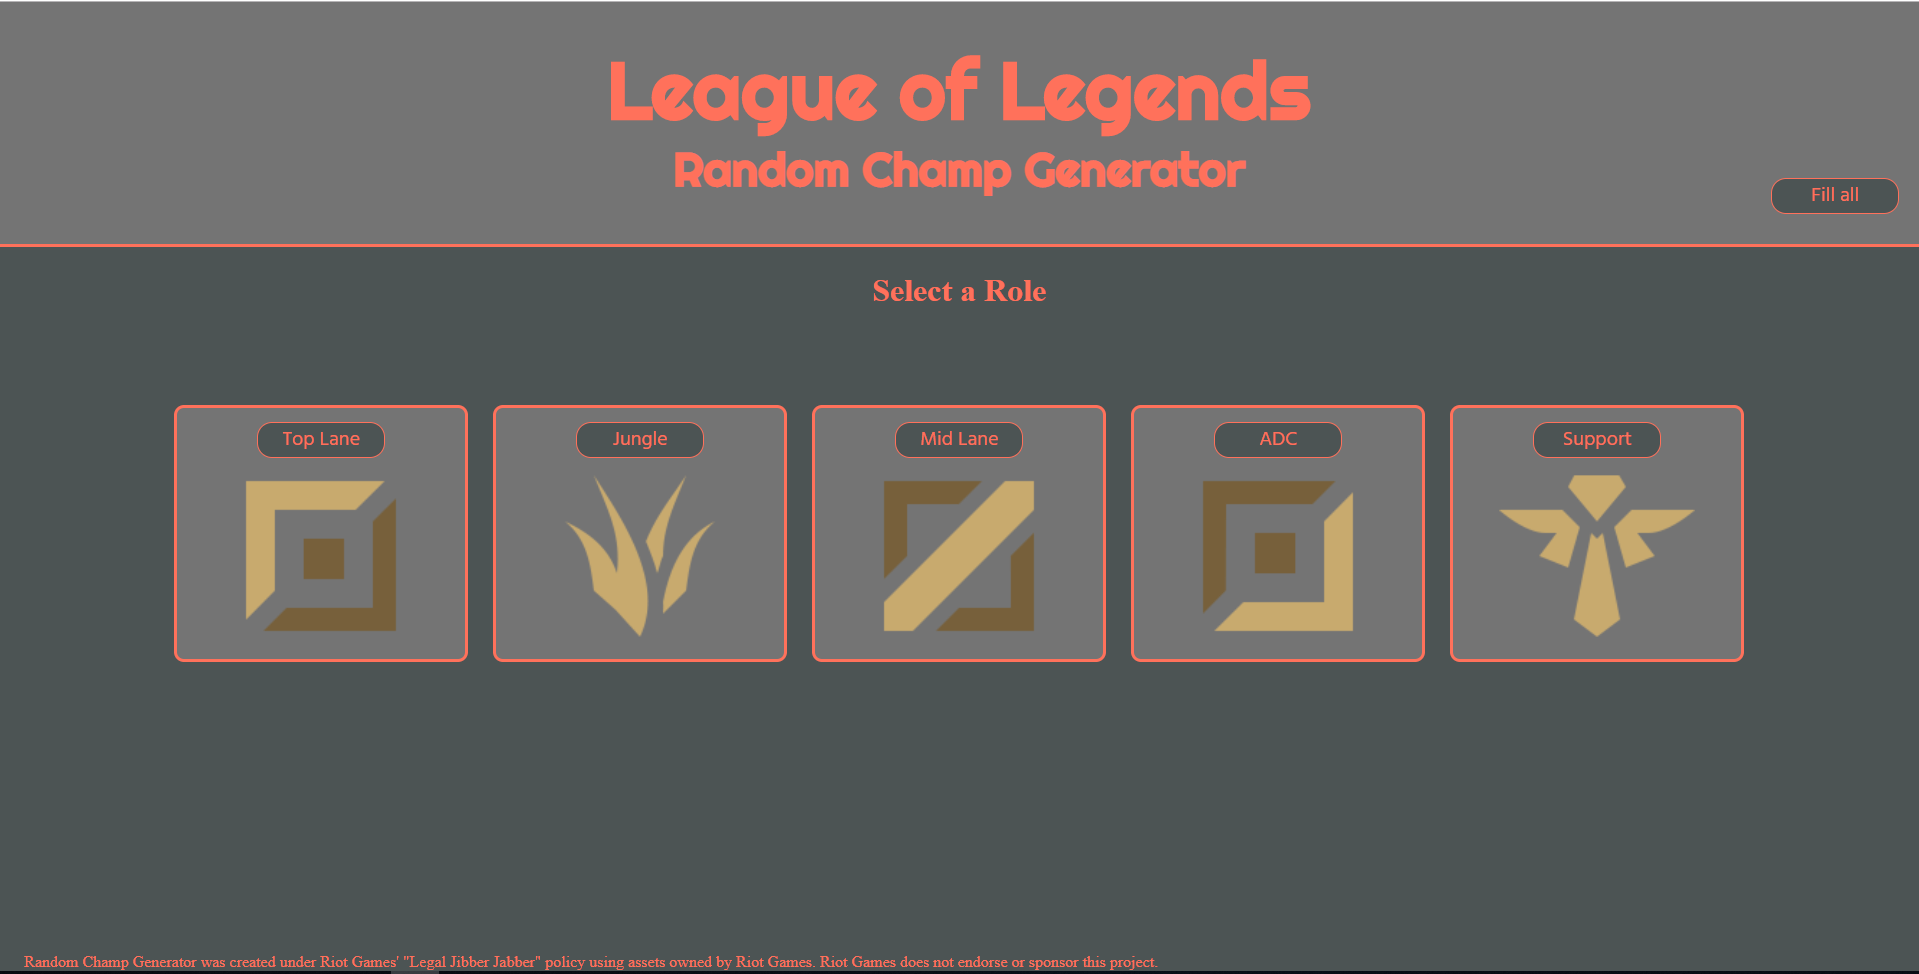 League of Legends
Random Champ Generator
Fill all
Select a Role
Top Lane
Jungle
Mid Lane
ADC
Support
Random Champ Generator was created under Riot Games' "Legal Jibber Jabber" policy using assets owned by Riot Games. Riot Games does not endorse or sponsor this project.